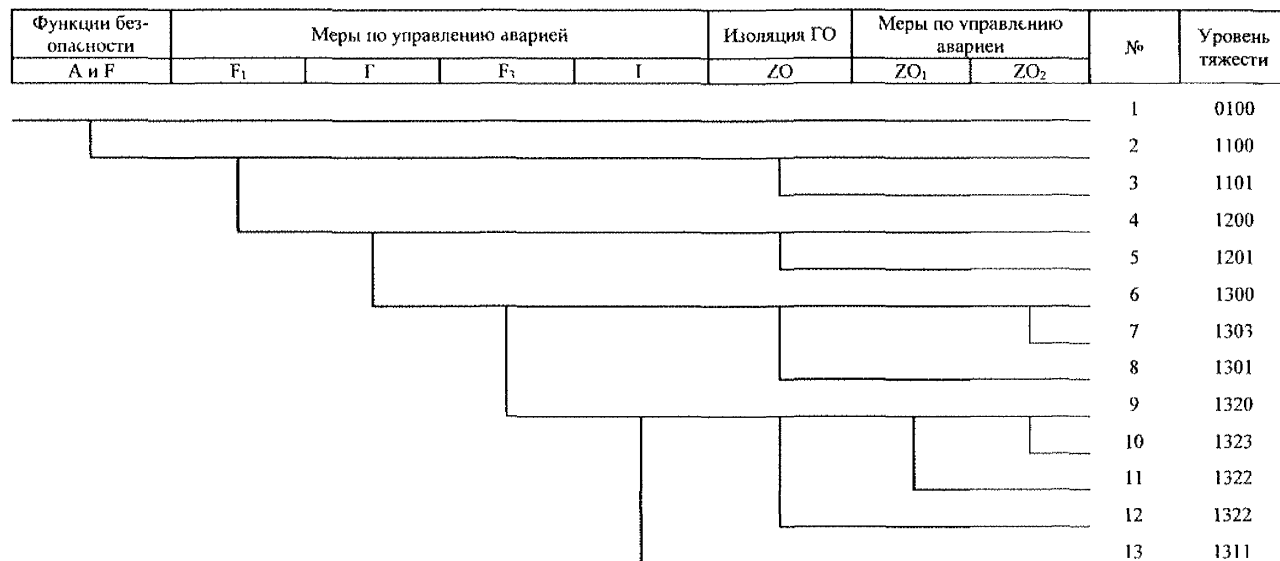 Функции без-
опасности
Меры по управлению аварией
Изоляция ГО
Меры по управлению
аварией
№
Уровень
тяжести
A и F
F₁
Г
F₃
I
ZO
ZO₁
ZO₂
1 0100
2 1100
3 1101
4 1200
5 1201
6 1300
7 1303
8 1301
9 1320
10 1323
11 1322
12 1322
13 1311